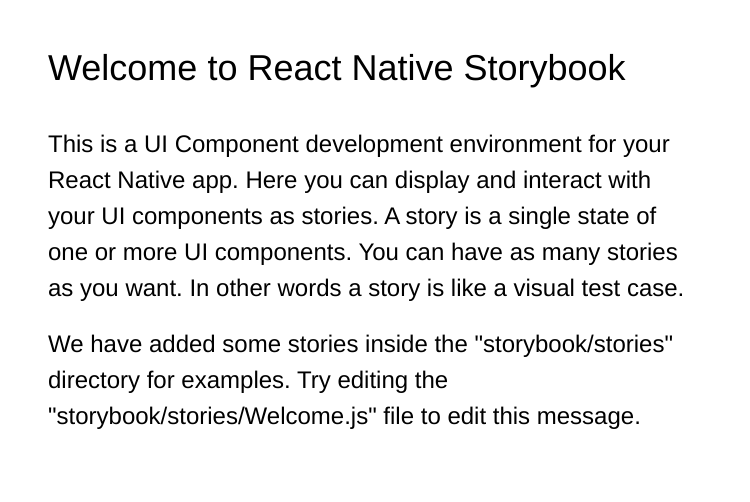 Welcome to React Native Storybook
This is a UI Component development environment for your
React Native app. Here you can display and interact with
your UI components as stories. A story is a single state of
one or more UI components. You can have as many stories
as you want. In other words a story is like a visual test case.
We have added some stories inside the "storybook/stories"
directory for examples. Try editing the
"storybook/stories/Welcome.js" file to edit this message.